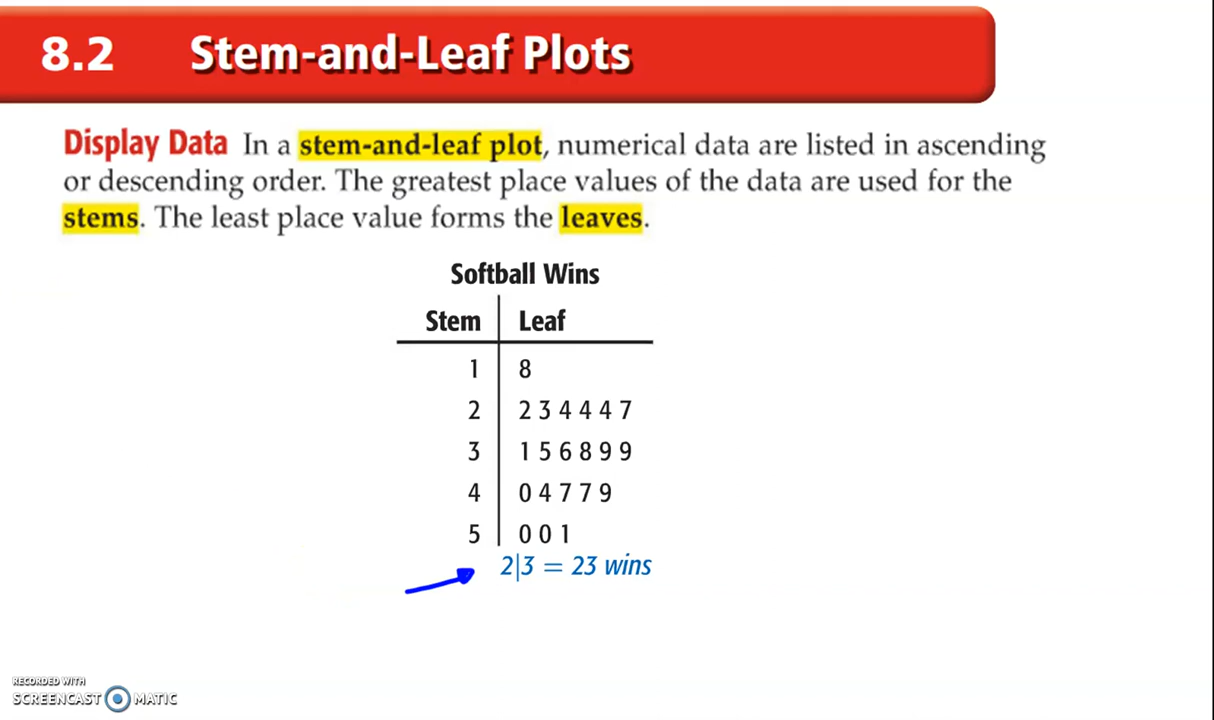 8.2 Stem-and-Leaf Plots
Display Data In a stem-and-leaf plot, numerical data are listed in ascending
or descending order. The greatest place values of the data are used for the
stems. The least place value forms the leaves.
Softball Wins
Stem Leaf
1 8
2 2 3 4 4 4 7
3 1 5 6 8 9 9
4 0 4 7 7 9
5 0 0 1
2|3 = 23 wins
RECORDED WITH
SCREENCAST MATIC